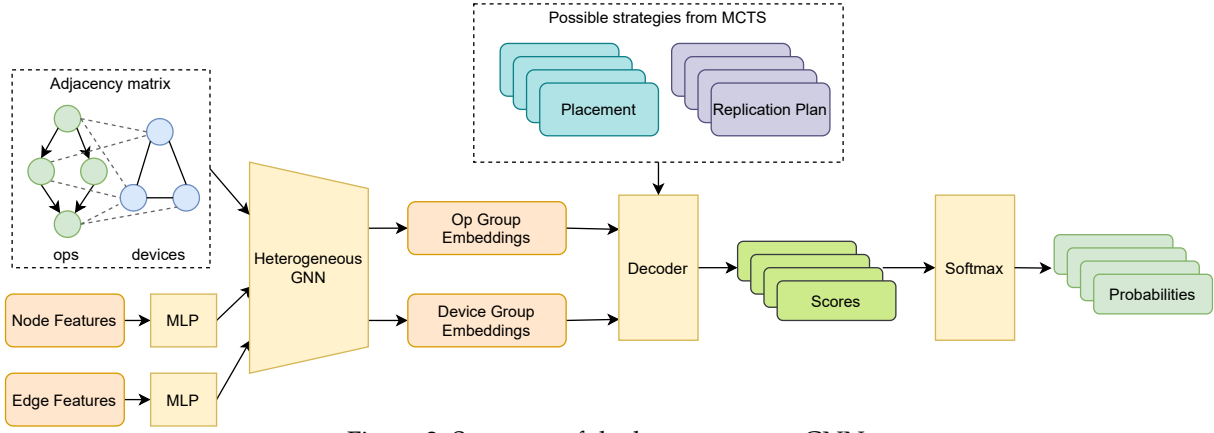 Possible strategies from MCTS
Placement
Replication Plan
Adjacency matrix
ops
devices
Node Features
MLP
Edge Features
MLP
Heterogeneous
GNN
Op Group
Embeddings
Device Group
Embeddings
Decoder
Scores
Softmax
Probabilities